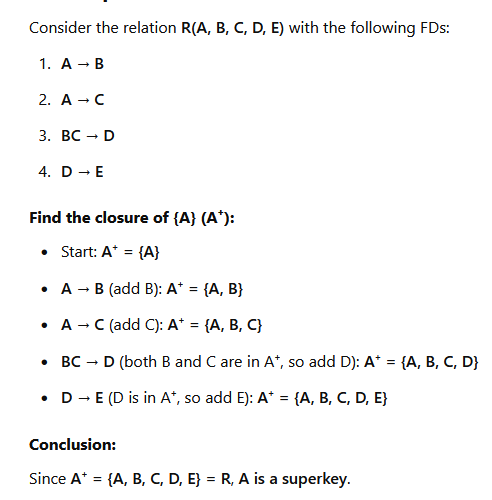 Consider the relation R(A, B, C, D, E) with the following FDs:
1. A → B
2. A → C
3. BC → D
4. D → E
Find the closure of {A} (A⁺):
• Start: A⁺ = {A}
• A → B (add B): A⁺ = {A, B}
• A → C (add C): A⁺ = {A, B, C}
• BC → D (both B and C are in A⁺, so add D): A⁺ = {A, B, C, D}
• D → E (D is in A⁺, so add E): A⁺ = {A, B, C, D, E}
Conclusion:
Since A⁺ = {A, B, C, D, E} = R, A is a superkey.